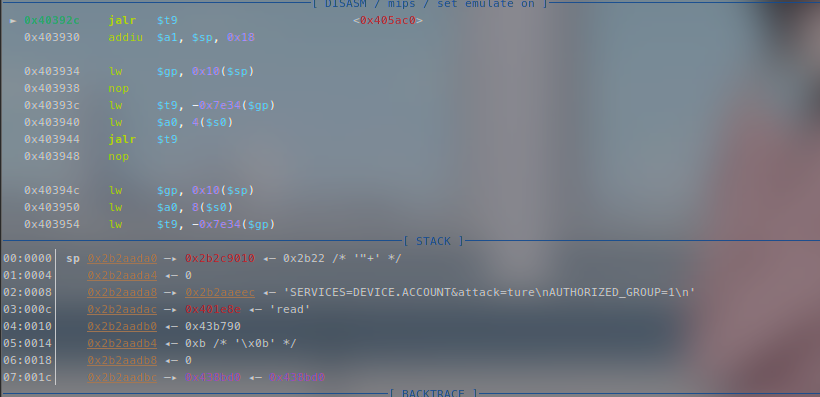 [ DISASM / mips / set emulate on ]
► 0x40392c jalr $t9 <0x405ac0>
0x403930 addiu $a1, $sp, 0x18
0x403934 lw $gp, 0x10($sp)
0x403938 nop
0x40393c lw $t9, -0x7e34($gp)
0x403940 lw $a0, 4($s0)
0x403944 jalr $t9
0x403948 nop
0x40394c lw $gp, 0x10($sp)
0x403950 lw $a0, 8($s0)
0x403954 lw $t9, -0x7e34($gp)
[ STACK ]
00:0000│ sp 0x2b2aada0 —▸ 0x2b2c9010 ◂— 0x2b22 /* '"+' */
01:0004│ 0x2b2aada4 ◂— 0
02:0008│ 0x2b2aada8 —▸ 0x2b2aaeec ◂— 'SERVICES=DEVICE.ACCOUNT&attack=ture\nAUTHORIZED_GROUP=1\n'
03:000c│ 0x2b2aadac —▸ 0x401c8c ◂— 'read'
04:0010│ 0x2b2aadb0 ◂— 0x43b790
05:0014│ 0x2b2aadb4 ◂— 0xb /* '\x0b' */
06:0018│ 0x2b2aadb8 ◂— 0
07:001c│ 0x2b2aadbc —▸ ◂—
[ BACKTRACE ]